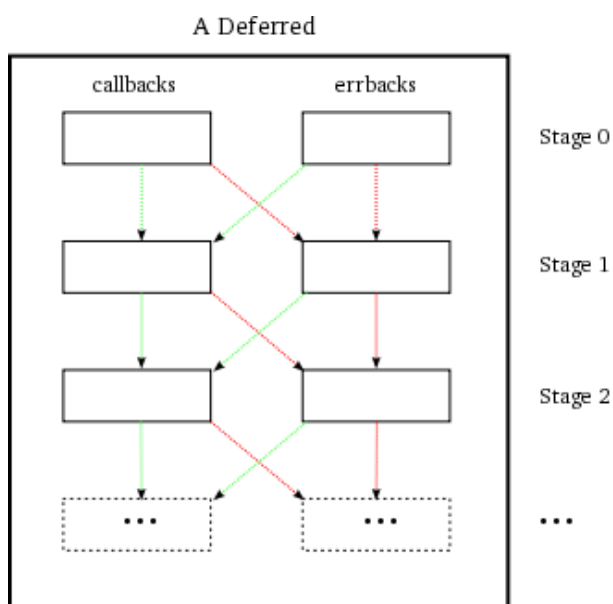 A Deferred
callbacks errbacks
Stage 0
Stage 1
Stage 2
... ... ...